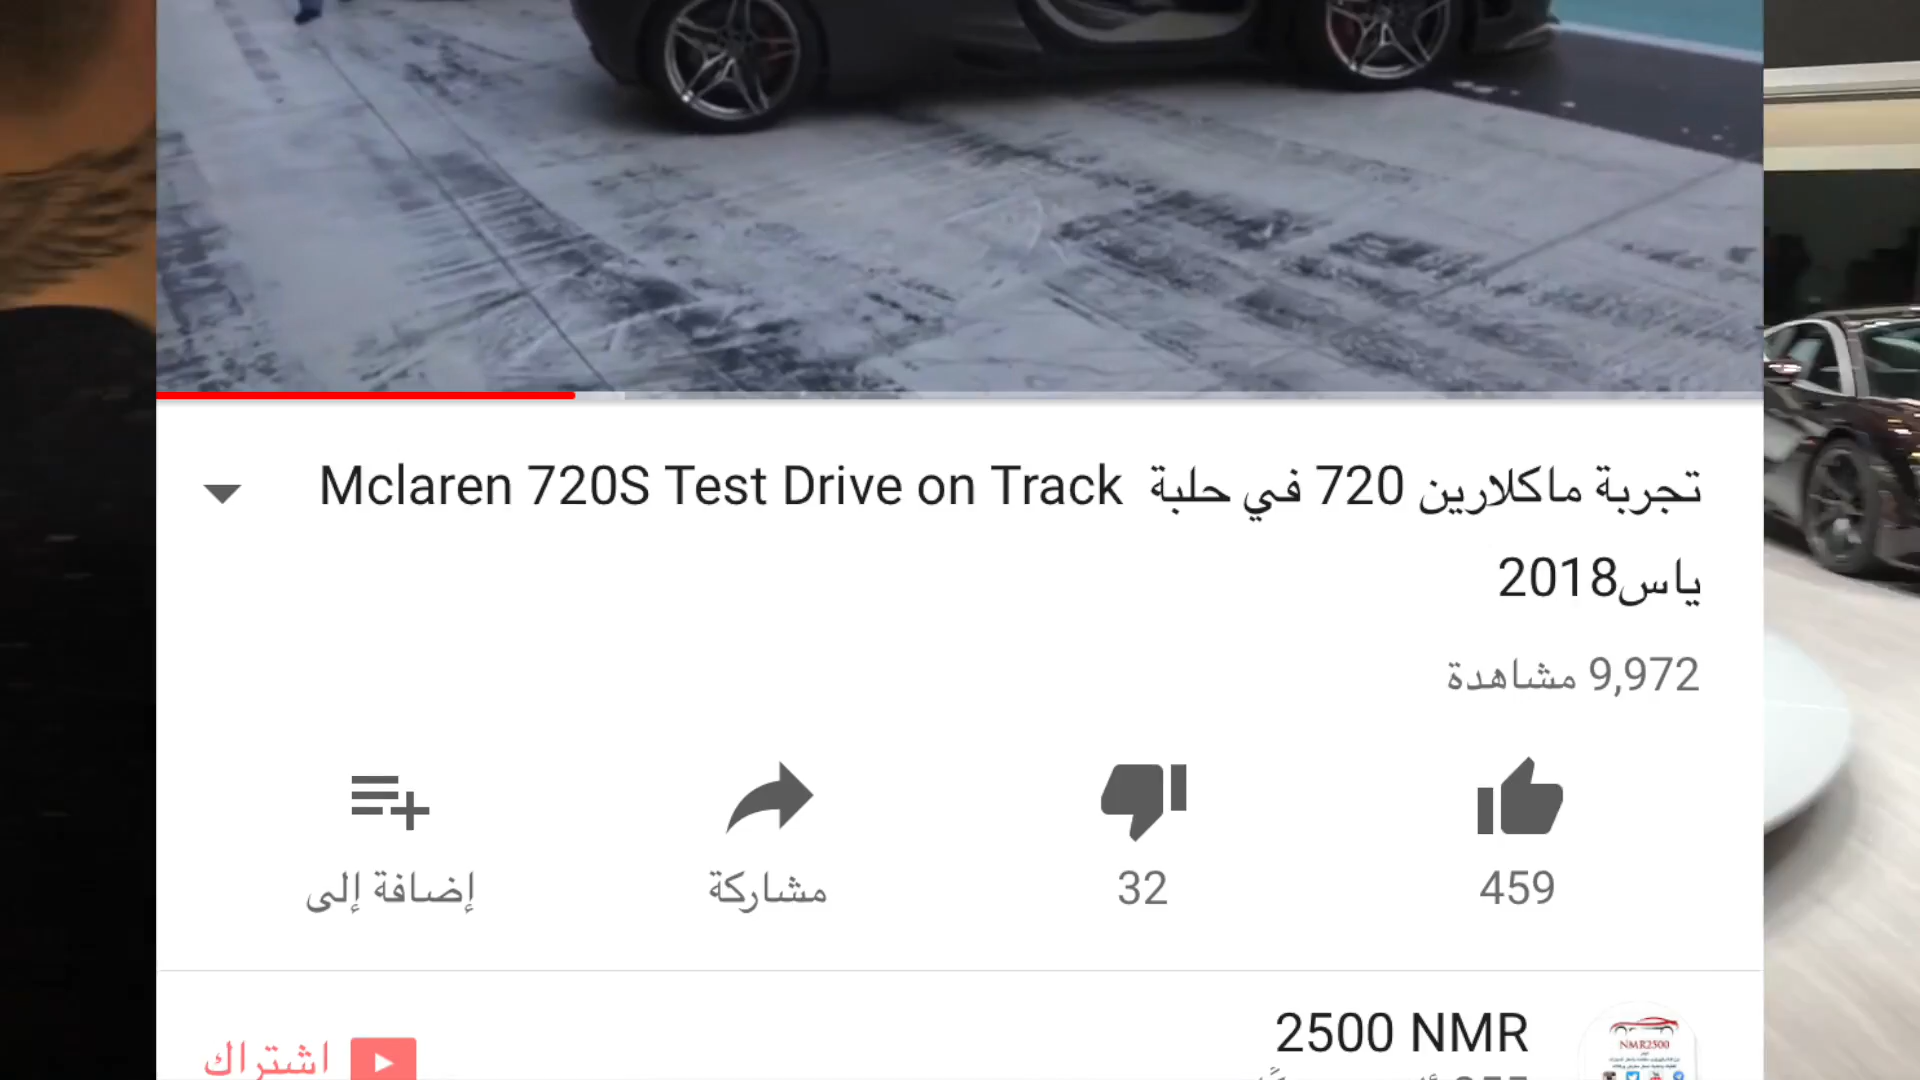 تجربة ماكلارين 720 في حلبة Mclaren 720S Test Drive on Track
ياس2018
9,972 مشاهدة
459
32
مشاركة
إضافة إلى
2500 NMR
NMR2500
اشتراك